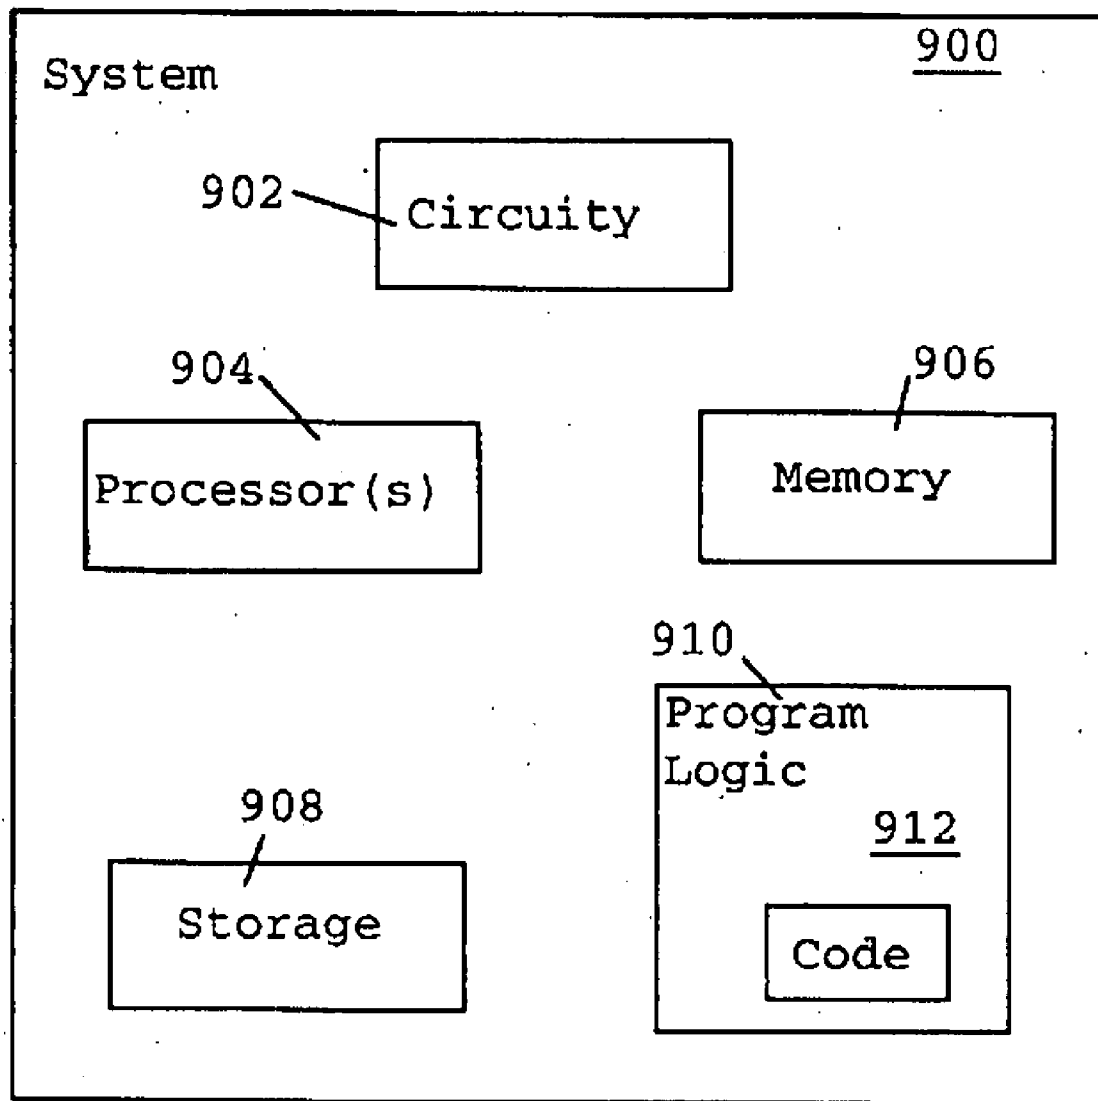 900
System
902
Circuity
904
906
Processor(s)
Memory
910
Program
Logic
908
912
Storage
Code